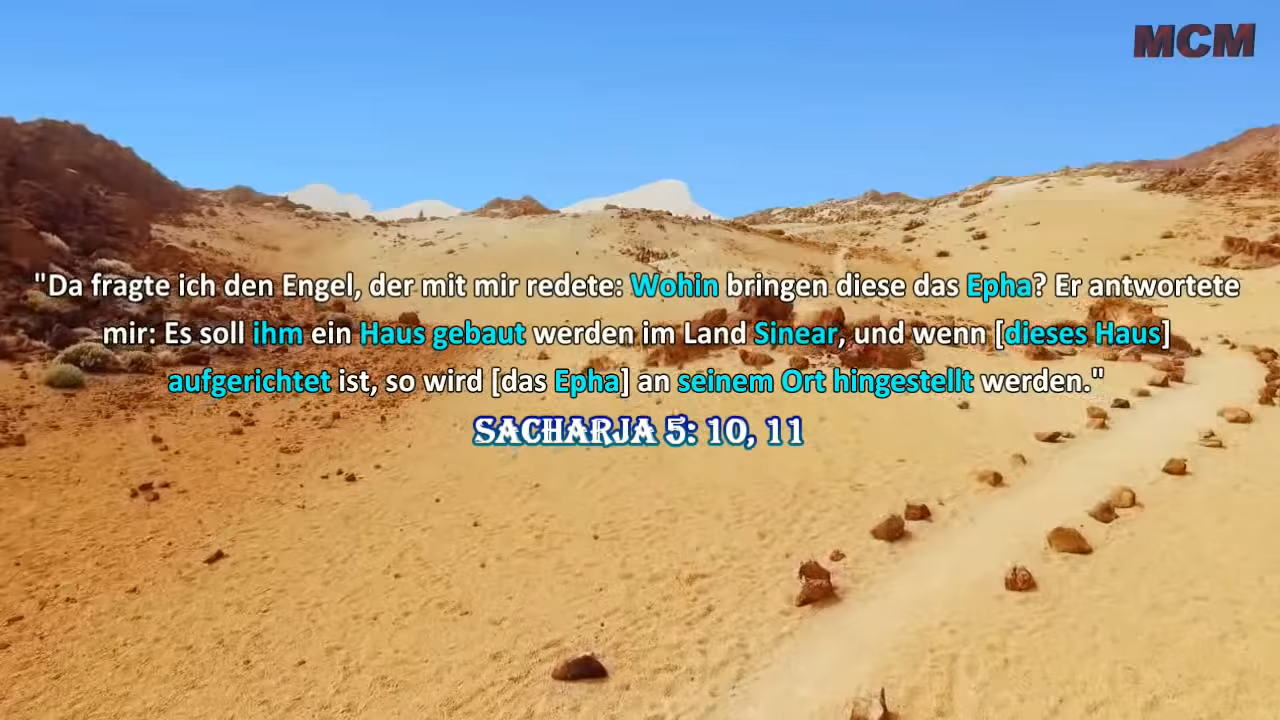 MCM
"Da fragte ich den Engel, der mit mir redete: Wohin bringen diese das Epha? Er antwortete
mir: Es soll ihm ein Haus gebaut werden im Land Sinear, und wenn [dieses Haus]
aufgerichtet ist, so wird [das Epha] an seinem Ort hingestellt werden."
SACHARJA 5: 10, 11